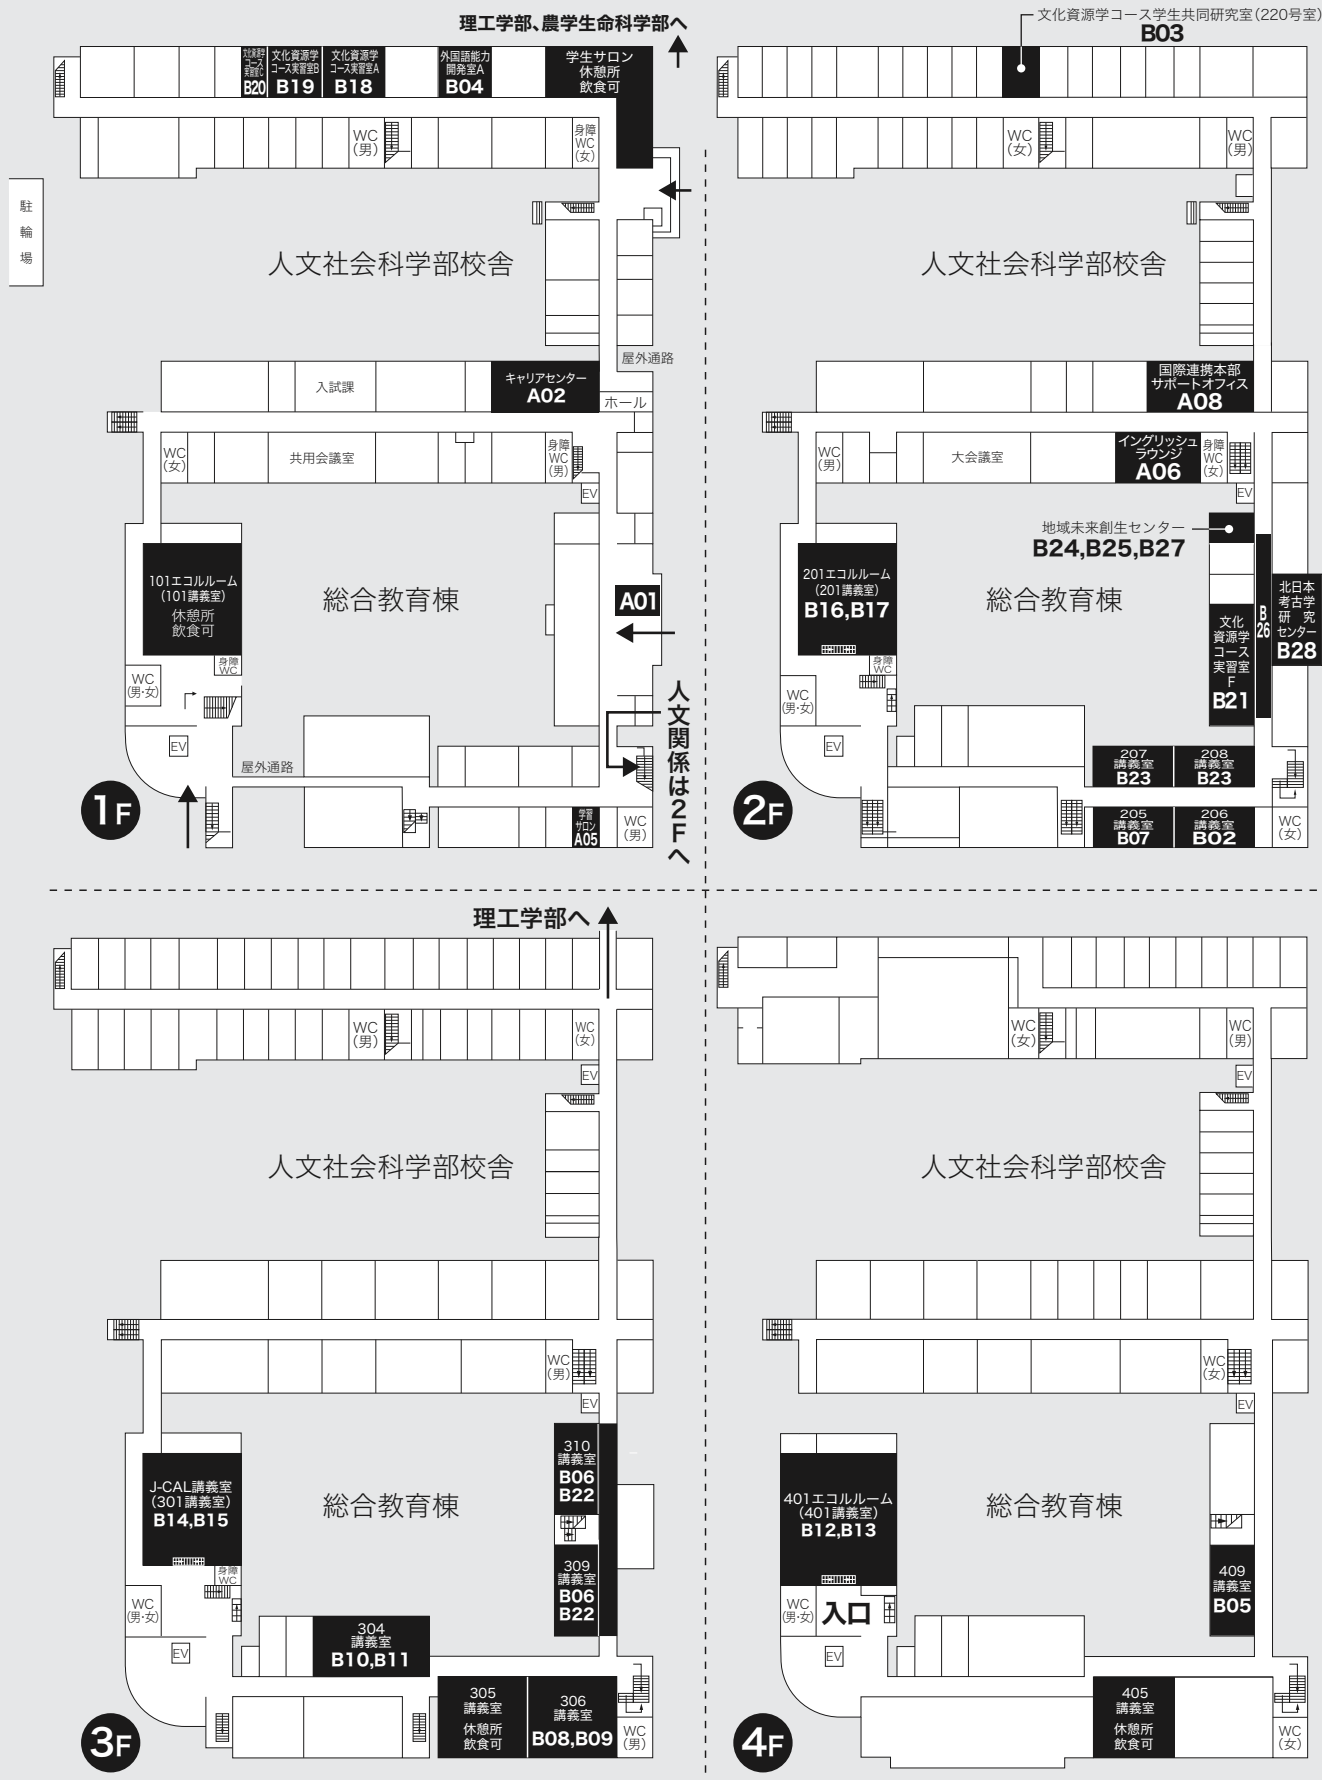 理工学部、農学生命科学部へ
文化資源学
コース
実習室C
B20
文化資源学
コース実習室B
B19
文化資源学
コース実習室A
B18
外国語能力
開発室A
B04
学生サロン
休憩所
飲食可
WC
(男)
身障
WC
(女)
駐輪場
人文社会科学部校舎
屋外通路
入試課
キャリアセンター
A02
ホール
WC
(女)
共用会議室
身障
WC
(男)
EV
101エコルルーム
(101講義室)
休憩所
飲食可
総合教育棟
A01
身障
WC
WC
(男・女)
EV
屋外通路
人文関係は2Fへ
学習
サロン
A05
WC
(男)
1F
文化資源学コース学生共同研究室(220号室)
B03
WC
(女)
WC
(男)
人文社会科学部校舎
国際連携本部
サポートオフィス
A08
WC
(男)
大会議室
イングリッシュ
ラウンジ
A06
身障
WC
(女)
EV
地域未来創生センター
B24,B25,B27
201エコルルーム
(201講義室)
B16,B17
総合教育棟
文化
資源学
コース
実習室
F
B21
B
26
北日本
考古学
研究
センター
B28
身障
WC
WC
(男・女)
EV
207
講義室
B23
208
講義室
B23
205
講義室
B07
206
講義室
B02
WC
(女)
2F
理工学部へ
WC
(男)
WC
(女)
EV
人文社会科学部校舎
WC
(男)
EV
J-CAL講義室
(301講義室)
B14,B15
総合教育棟
310
講義室
B06
B22
309
講義室
B06
B22
身障
WC
WC
(男・女)
EV
304
講義室
B10,B11
305
講義室
休憩所
飲食可
306
講義室
B08,B09
WC
(男)
3F
WC
(女)
WC
(男)
EV
人文社会科学部校舎
WC
(女)
EV
401エコルルーム
(401講義室)
B12,B13
総合教育棟
409
講義室
B05
WC
(男・女)
入口
EV
405
講義室
休憩所
飲食可
WC
(女)
4F